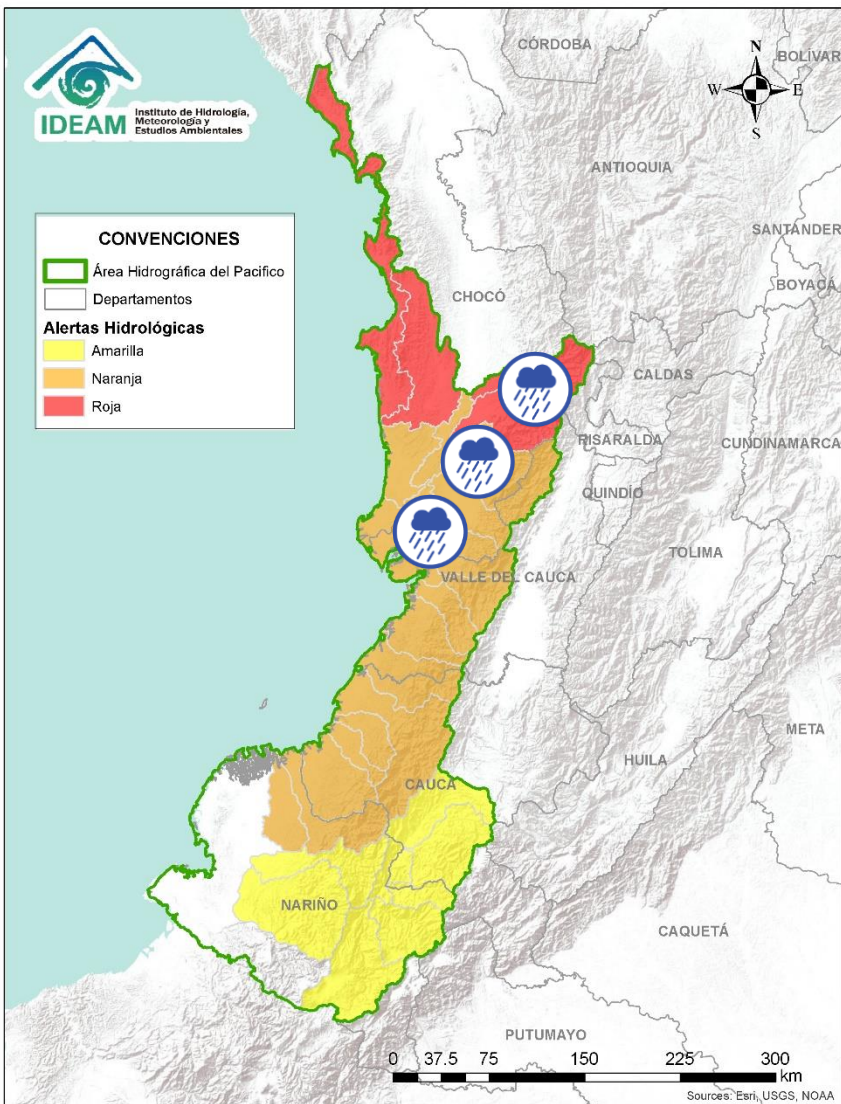 IDEAM
Instituto de Hidrología,
Meteorología y
Estudios Ambientales
N
W
E
S
CÓRDOBA
BOLÍVAR
ANTIOQUIA
SANTANDER
BOYACÁ
CONVENCIONES
Área Hidrográfica del Pacifico
Departamentos
Alertas Hidrológicas
Amarilla
Naranja
Roja
CHOCÓ
CALDAS
RISARALDA
CUNDINAMARCA
QUINDÍO
TOLIMA
VALLE DEL CAUCA
META
HUILA
CAUCA
NARIÑO
CAQUETÁ
PUTUMAYO
0 37.5 75 150 225 300
km
Sources: Esri, USGS, NOAA